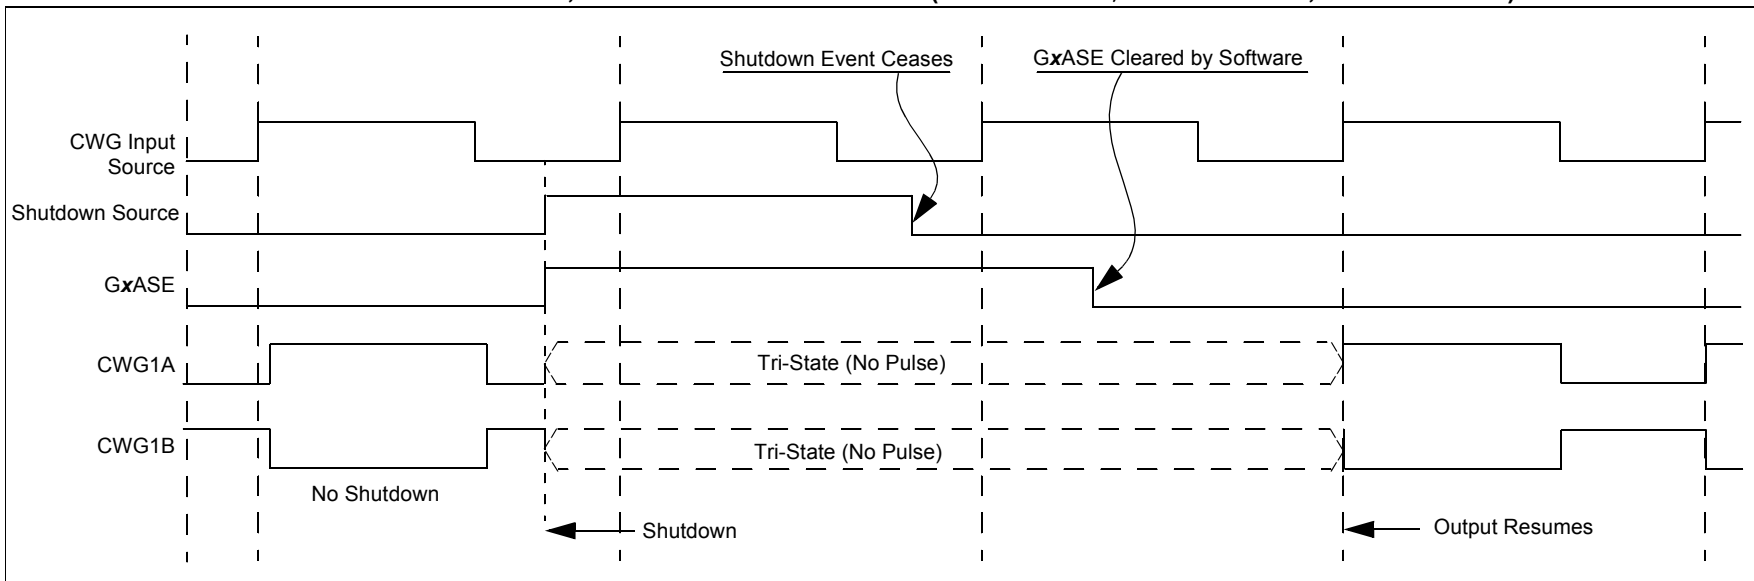 Shutdown Event Ceases
GxASE Cleared by Software
CWG Input
Source
Shutdown Source
GxASE
CWG1A
Tri-State (No Pulse)
CWG1B
Tri-State (No Pulse)
No Shutdown
Shutdown
Output Resumes